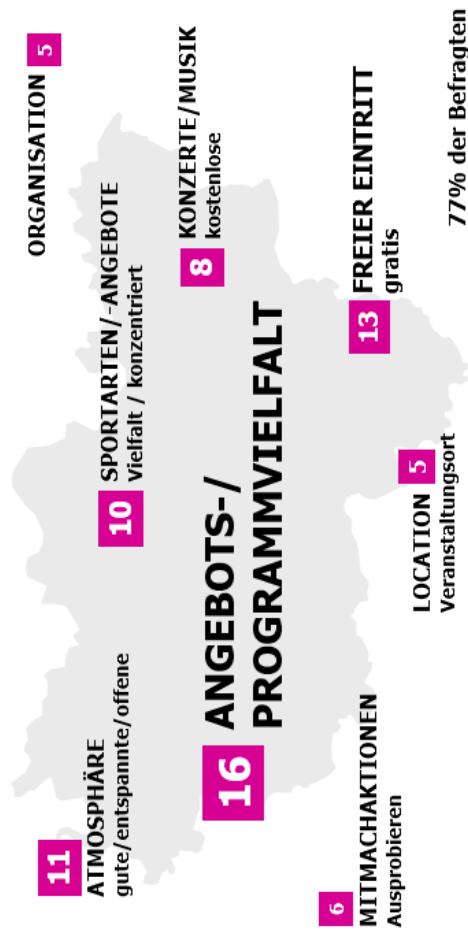 11
ATMOSPHÄRE
gute/entspannte/offene
10
SPORTARTEN/-ANGEBOTE
Vielfalt / konzentriert
ORGANISATION 5
8
KONZERTE/MUSIK
kostenlose
16
ANGEBOTS-/
PROGRAMMVIELFALT
13
FREIER EINTRITT
gratis
6
MITMACHAKTIONEN
Ausprobieren
LOCATION 5
Veranstaltungsort
77% der Befragten